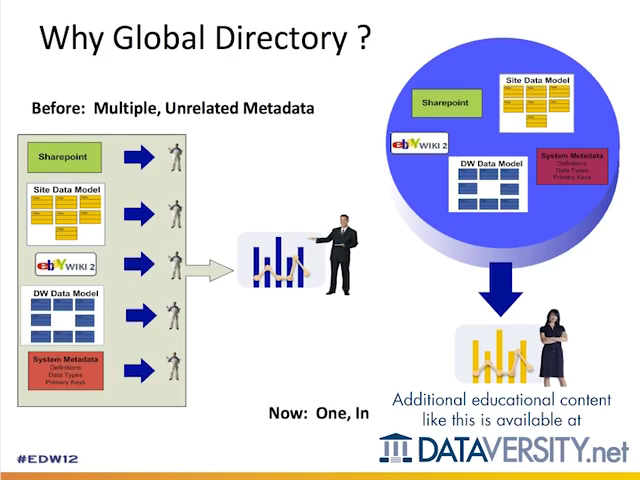 Why Global Directory ?
Before:  Multiple, Unrelated Metadata
Sharepoint
Site Data Model
ebay WIKI 2
DW Data Model
System Metadata
Definitions
Data Types
Primary Keys
Sharepoint
Site Data Model
ebay WIKI 2
DW Data Model
System Metadata
Definitions
Data Types
Primary Keys
Now:  One, In
Additional educational content
like this is available at
DATAVERSITY.net
#EDW12